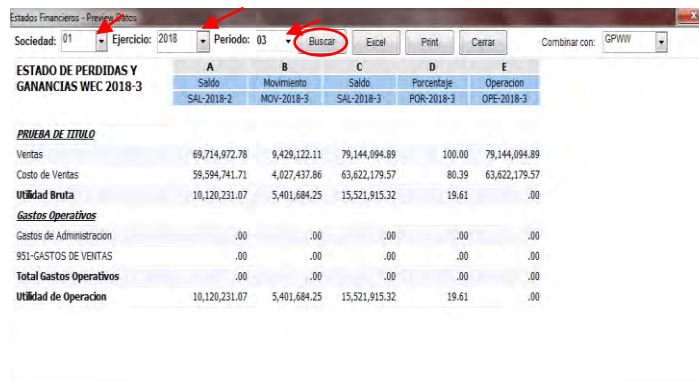 Estados Financieros - Preview Datos
Sociedad: 01 Ejercicio: 2018 Periodo: 03 Buscar Excel Print Cerrar Combinar con: GPWW
ESTADO DE PERDIDAS Y GANANCIAS WEC 2018-3
A B C D E
Saldo Movimiento Saldo Porcentaje Operacion
SAL-2018-2 MOV-2018-3 SAL-2018-3 POR-2018-3 OPE-2018-3
PRUEBA DE TITULO
Ventas 69,714,972.78 9,429,122.11 79,144,094.89 100.00 79,144,094.89
Costo de Ventas 59,594,741.71 4,027,437.86 63,622,179.57 80.39 63,622,179.57
Utilidad Bruta 10,120,231.07 5,401,684.25 15,521,915.32 19.61 .00
Gastos Operativos
Gastos de Administracion .00 .00 .00 .00 .00
951-GASTOS DE VENTAS .00 .00 .00 .00 .00
Total Gastos Operativos .00 .00 .00 .00 .00
Utilidad de Operacion 10,120,231.07 5,401,684.25 15,521,915.32 19.61 .00